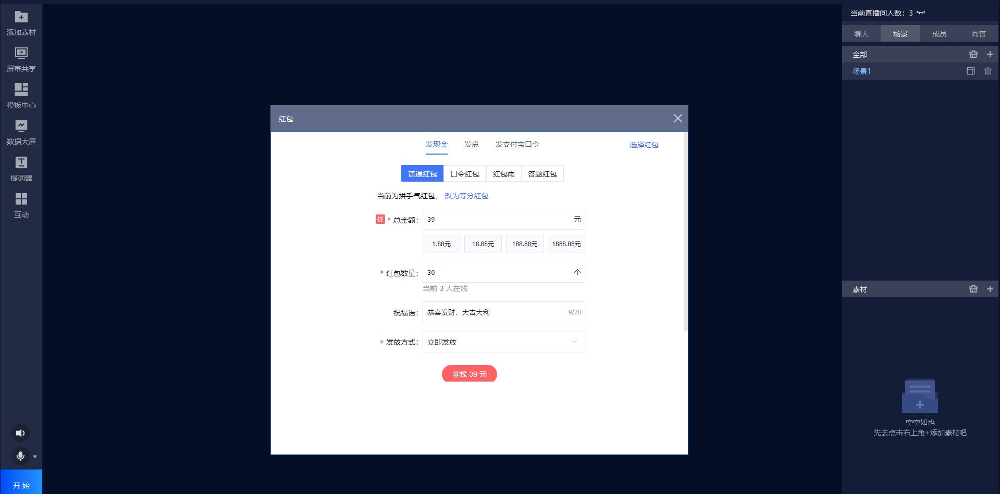 添加素材
屏幕共享
模板中心
数据大屏
提词器
互动
开 始
红包
发现金 发点 发支付宝口令 选择红包
普通红包 口令红包 红包雨 答题红包
当前为拼手气红包， 改为等分红包
拼 * 总金额： 39 元
1.88元 18.88元 188.88元 1888.88元
* 红包数量： 30 个
当前 3 人在线
祝福语： 恭喜发财，大吉大利 9/20
* 发放方式： 立即发放
塞钱 39 元
当前直播间人数：3
聊天 场景 成员 问答
全部
场景1
素材
空空如也
先去点击右上角+添加素材吧